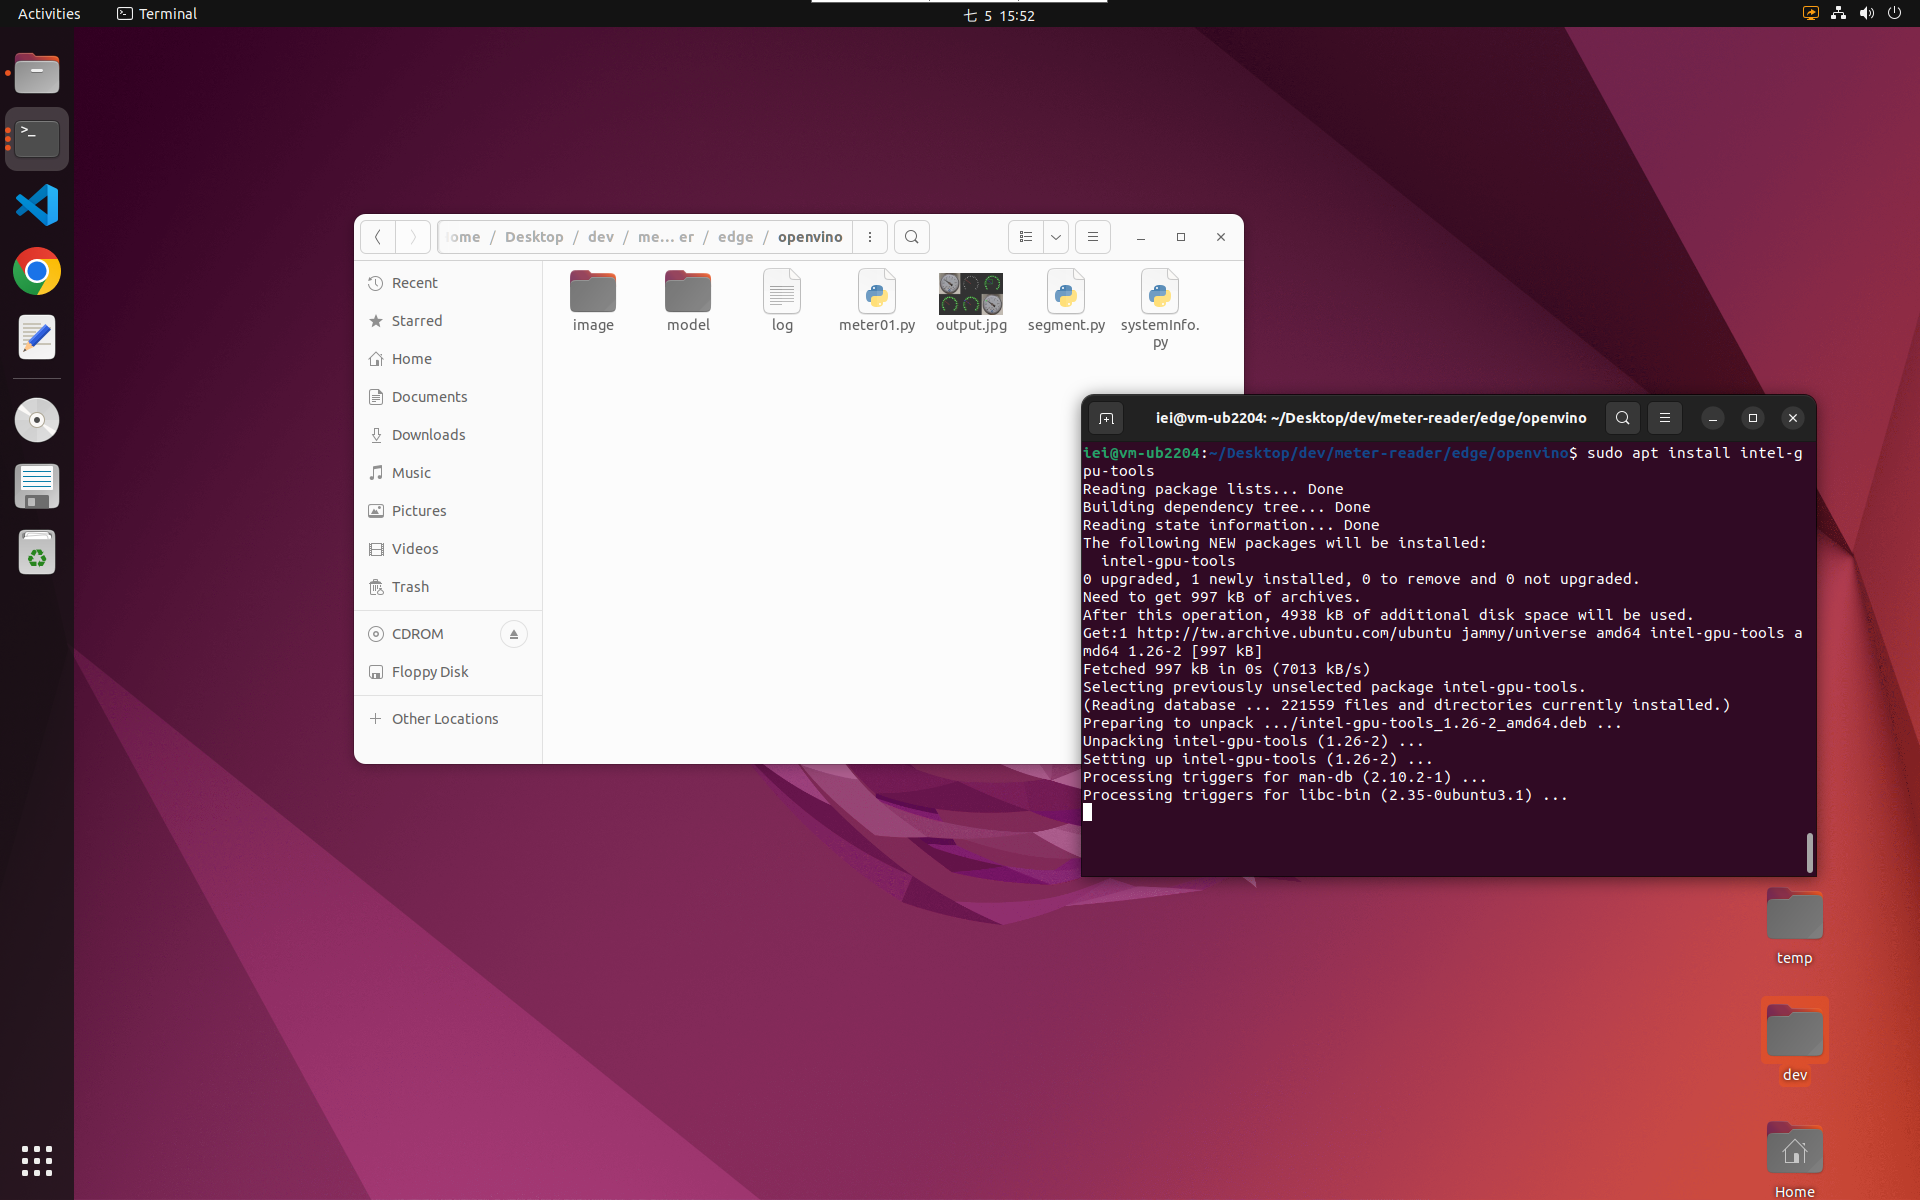 Activities
Terminal
七 5 15:52
ome / Desktop / dev / me... er / edge / openvino
Recent
Starred
Home
Documents
Downloads
Music
Pictures
Videos
Trash
CDROM
Floppy Disk
Other Locations
image
model
log
meter01.py
output.jpg
segment.py
systemInfo.
py
iei@vm-ub2204: ~/Desktop/dev/meter-reader/edge/openvino
iei@vm-ub2204:~/Desktop/dev/meter-reader/edge/openvino$ sudo apt install intel-g
pu-tools
Reading package lists... Done
Building dependency tree... Done
Reading state information... Done
The following NEW packages will be installed:
intel-gpu-tools
0 upgraded, 1 newly installed, 0 to remove and 0 not upgraded.
Need to get 997 kB of archives.
After this operation, 4938 kB of additional disk space will be used.
Get:1 http://tw.archive.ubuntu.com/ubuntu jammy/universe amd64 intel-gpu-tools a
md64 1.26-2 [997 kB]
Fetched 997 kB in 0s (7013 kB/s)
Selecting previously unselected package intel-gpu-tools.
(Reading database ... 221559 files and directories currently installed.)
Preparing to unpack .../intel-gpu-tools_1.26-2_amd64.deb ...
Unpacking intel-gpu-tools (1.26-2) ...
Setting up intel-gpu-tools (1.26-2) ...
Processing triggers for man-db (2.10.2-1) ...
Processing triggers for libc-bin (2.35-0ubuntu3.1) ...
temp
dev
Home